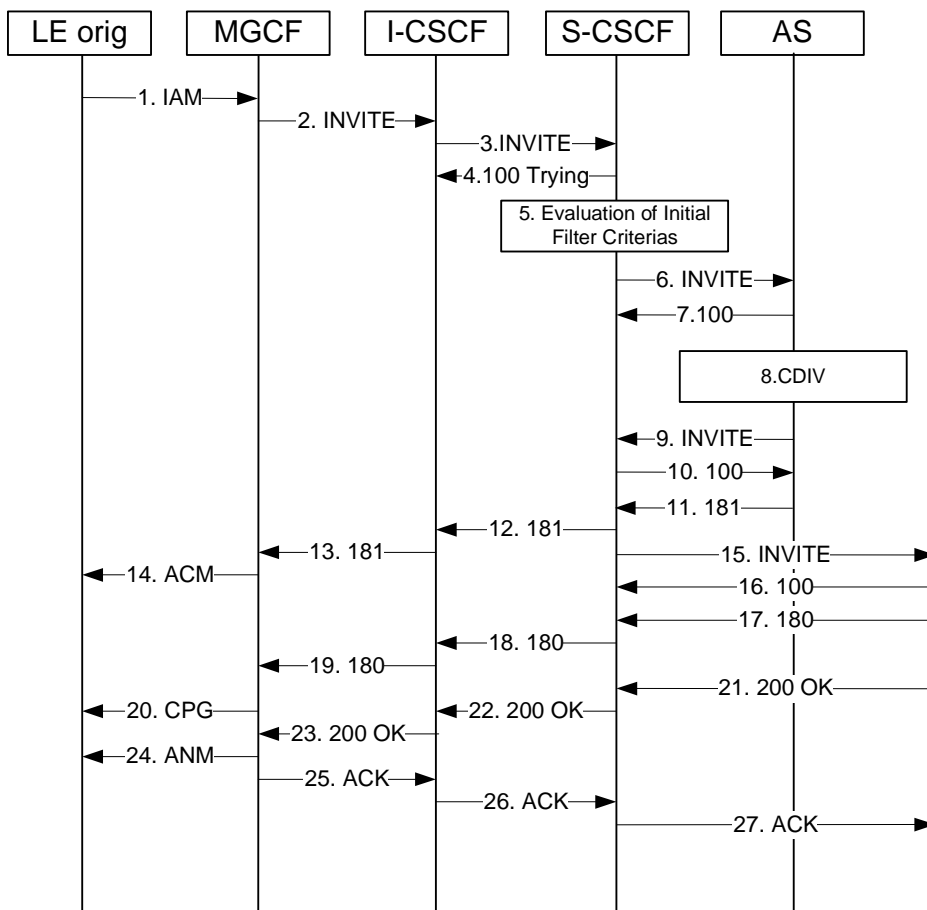 LE orig
MGCF
I-CSCF
S-CSCF
AS
1. IAM
2. INVITE
3.INVITE
4.100 Trying
5. Evaluation of Initial
Filter Criterias
6. INVITE
7.100
8.CDIV
9. INVITE
10. 100
11. 181
12. 181
13. 181
15. INVITE
14. ACM
16. 100
17. 180
18. 180
19. 180
21. 200 OK
20. CPG
22. 200 OK
23. 200 OK
24. ANM
25. ACK
26. ACK
27. ACK